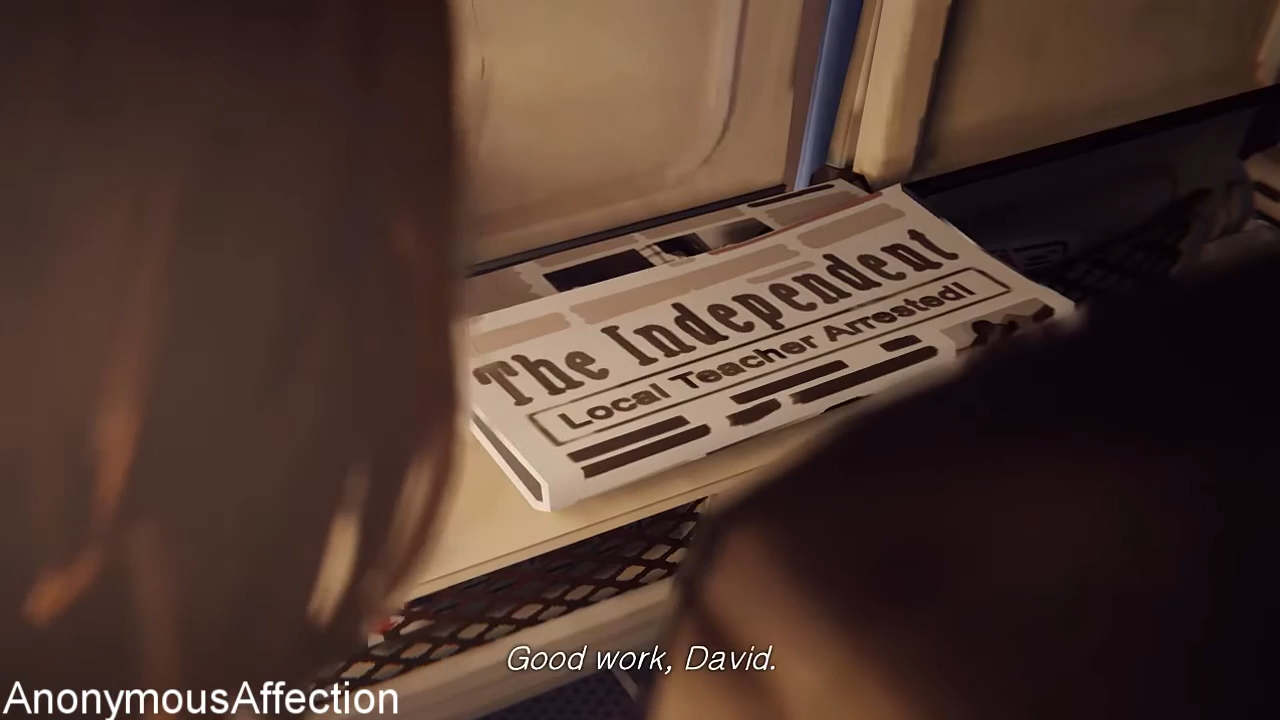 The Independent
Local Teacher Arrested!
Good work, David.
AnonymousAffection